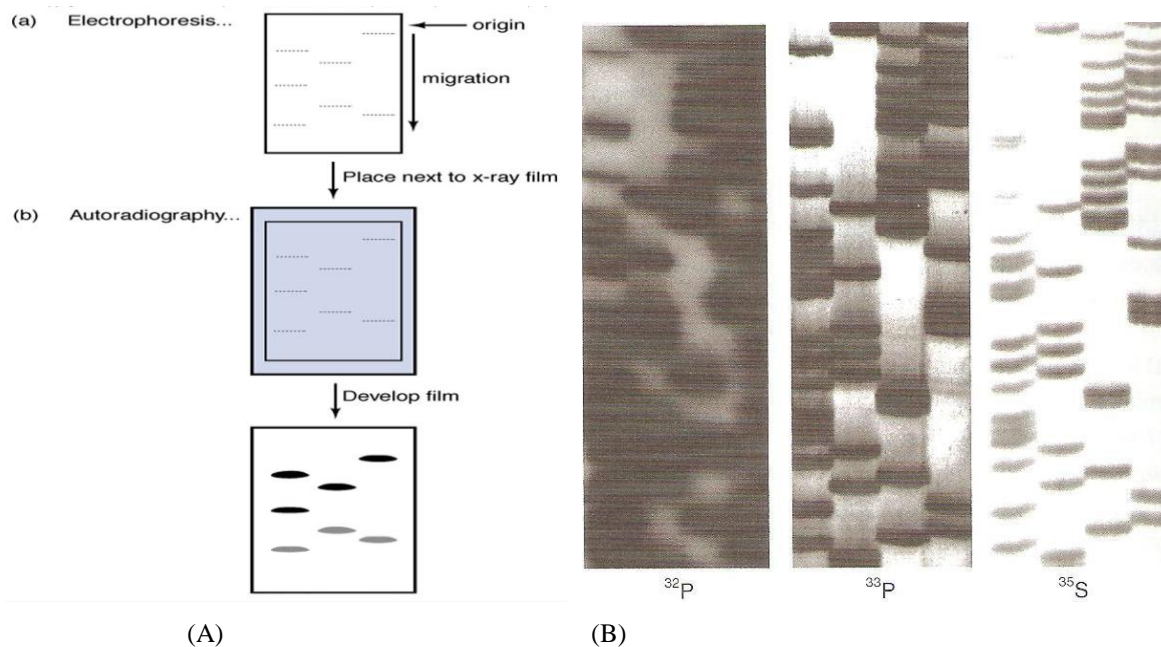 (a) Electrophoresis...
origin
migration
Place next to x-ray film
(b) Autoradiography...
Develop film
32P
33P
35S
(A)
(B)